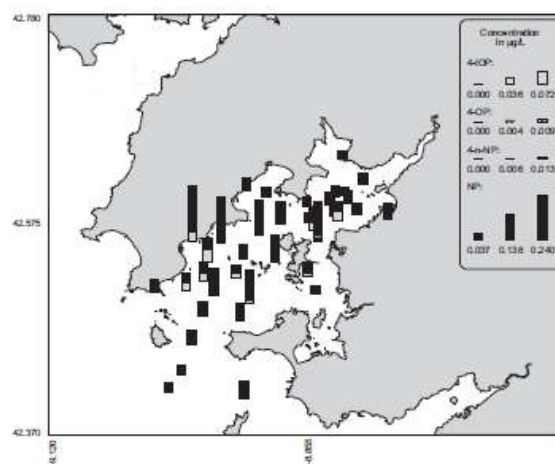 42.780
42.575
42.370
-9.120
-8.855
Concentration
in µg/L
4-tOP:
0.000 0.036 0.072
4-OP:
0.000 0.004 0.009
4-n-NP:
0.000 0.006 0.013
NP:
0.037 0.138 0.240